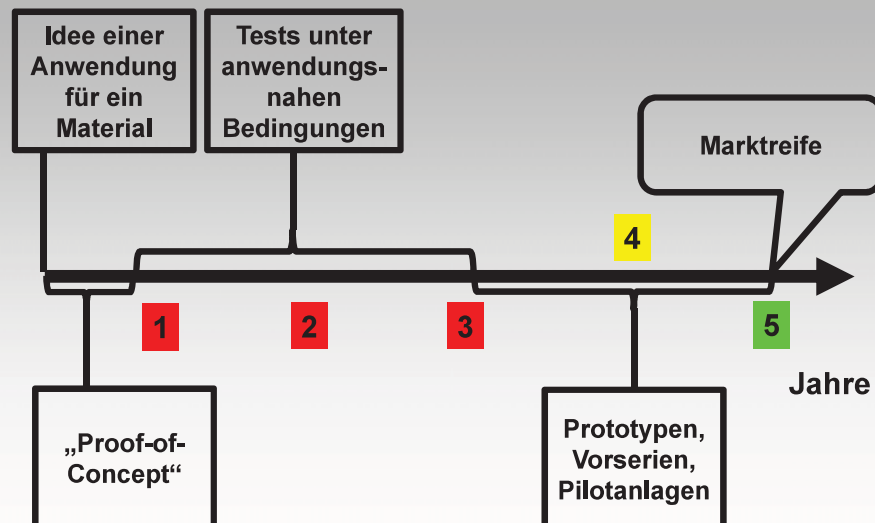 Idee einer
Anwendung
für ein
Material
Tests unter
anwendungs-
nahen
Bedingungen
Marktreife
4
1
2
3
5
Jahre
„Proof-of-
Concept“
Prototypen,
Vorserien,
Pilotanlagen